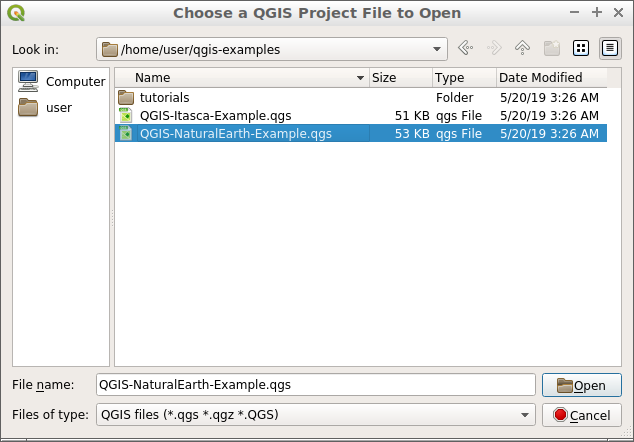 Choose a QGIS Project File to Open
Look in: /home/user/qgis-examples
Computer
user
Name Size Type Date Modified
tutorials Folder 5/20/19 3:26 AM
QGIS-Itasca-Example.qgs 51 KB qgs File 5/20/19 3:26 AM
QGIS-NaturalEarth-Example.qgs 53 KB qgs File 5/20/19 3:26 AM
File name: QGIS-NaturalEarth-Example.qgs Open
Files of type: QGIS files (*.qgs *.qgz *.QGS) Cancel